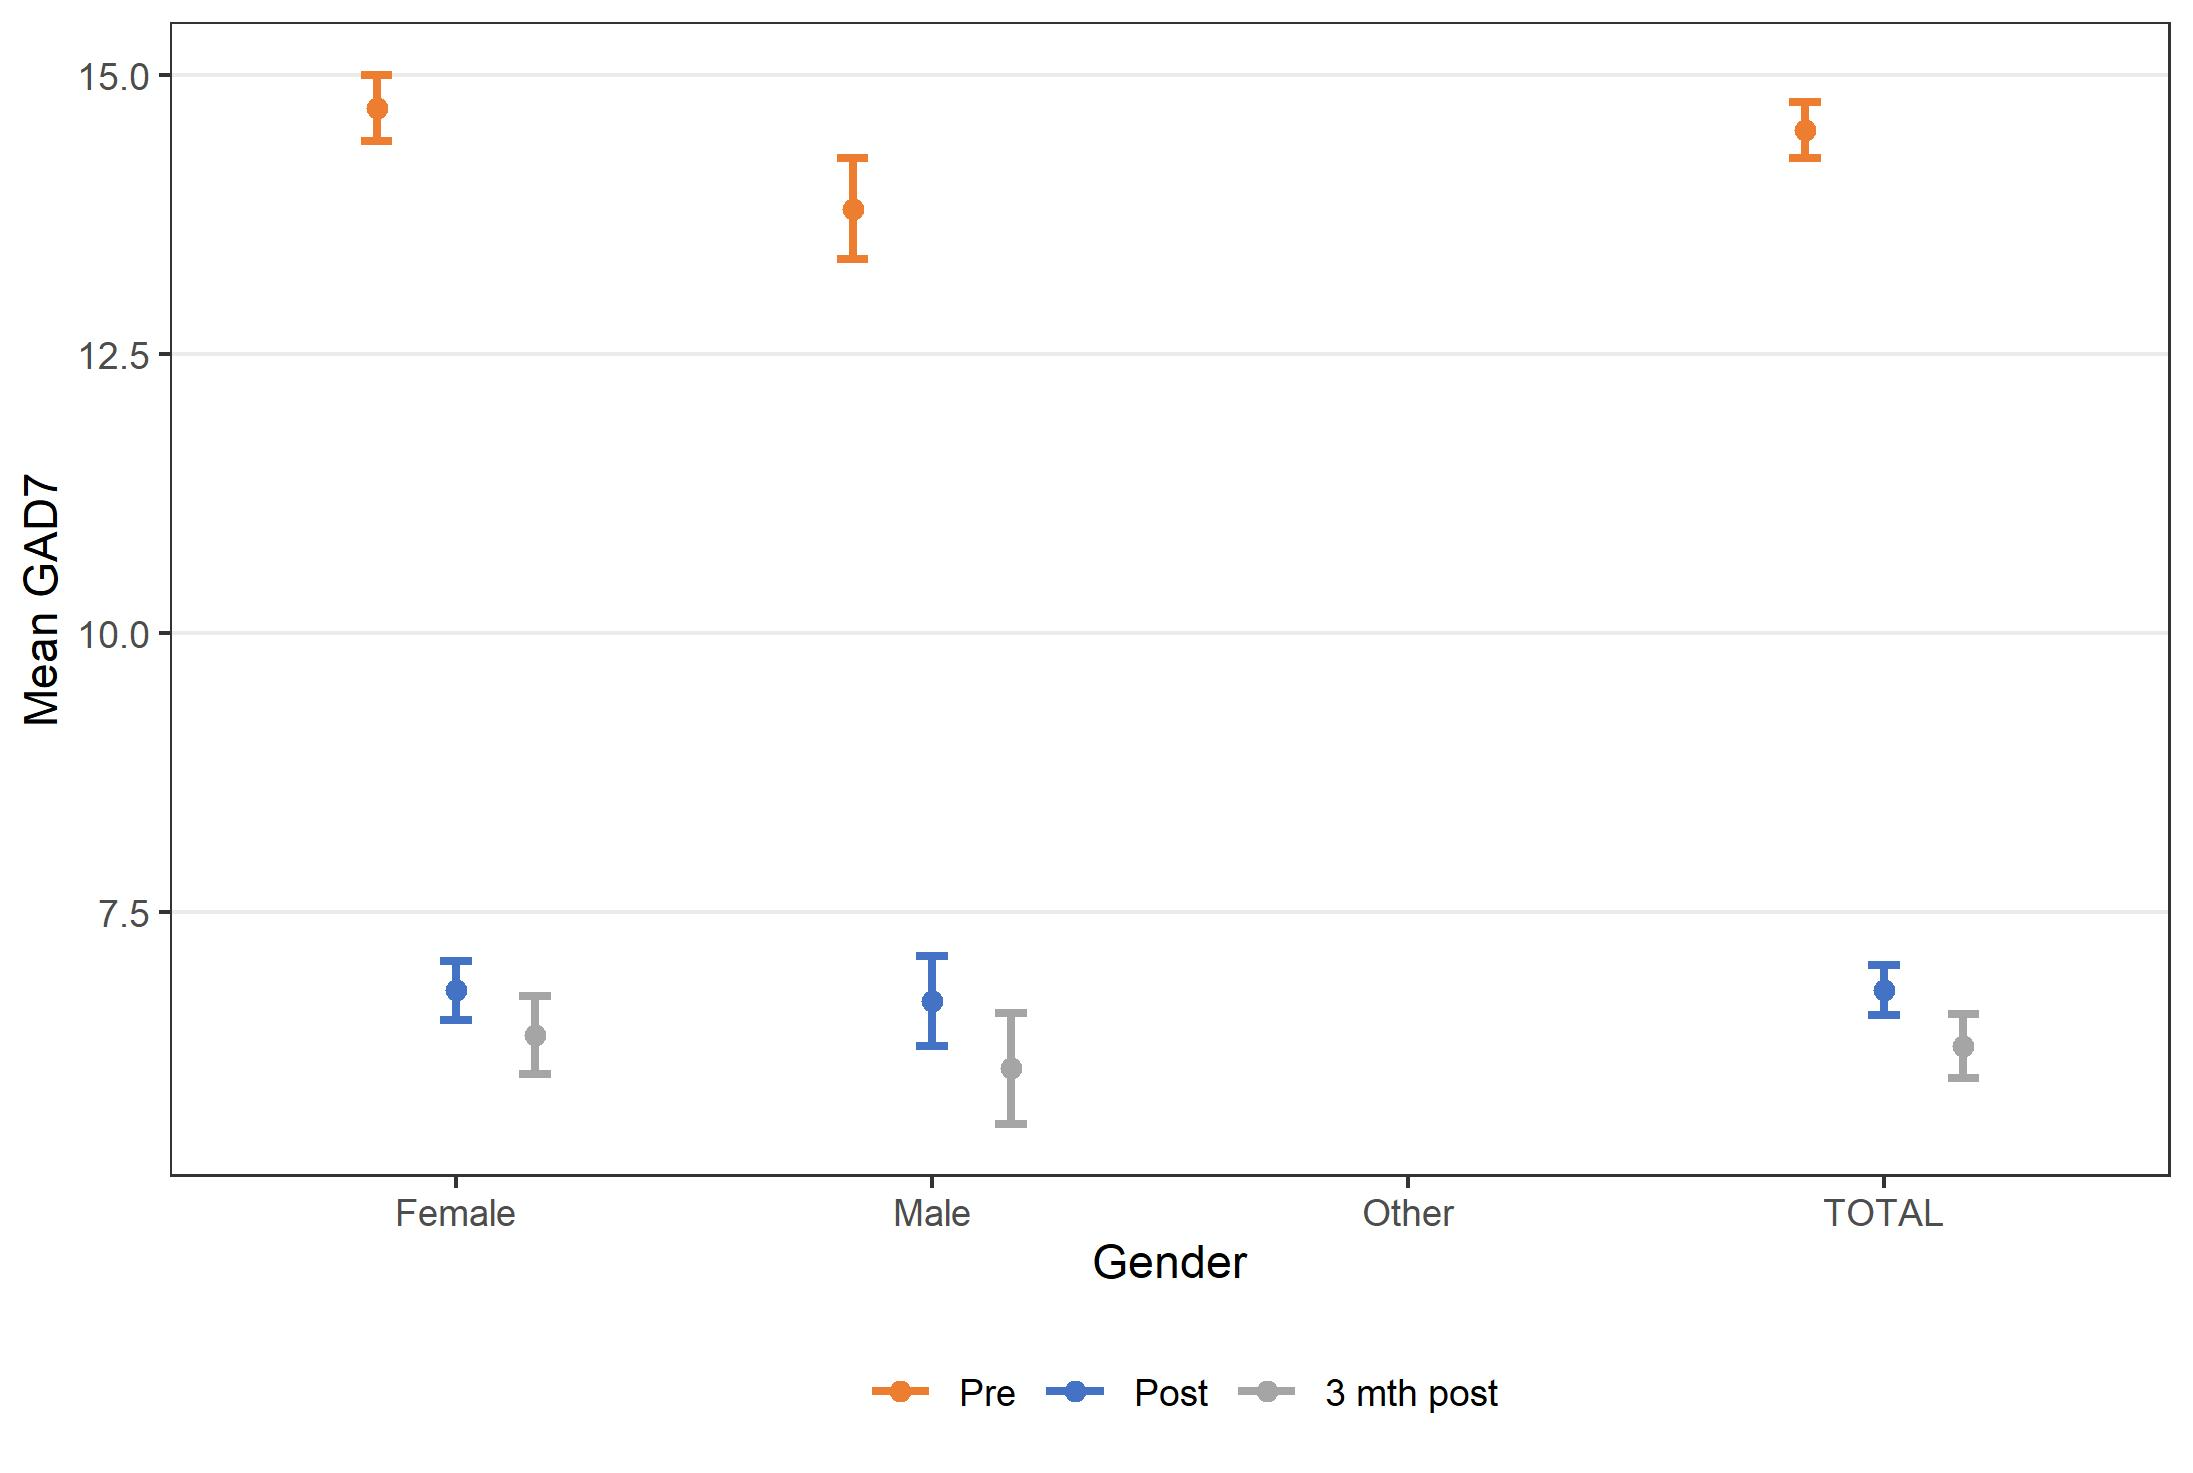 15.0
12.5
10.0
7.5
Mean GAD7
Female Male Other TOTAL
Gender
Pre Post 3 mth post